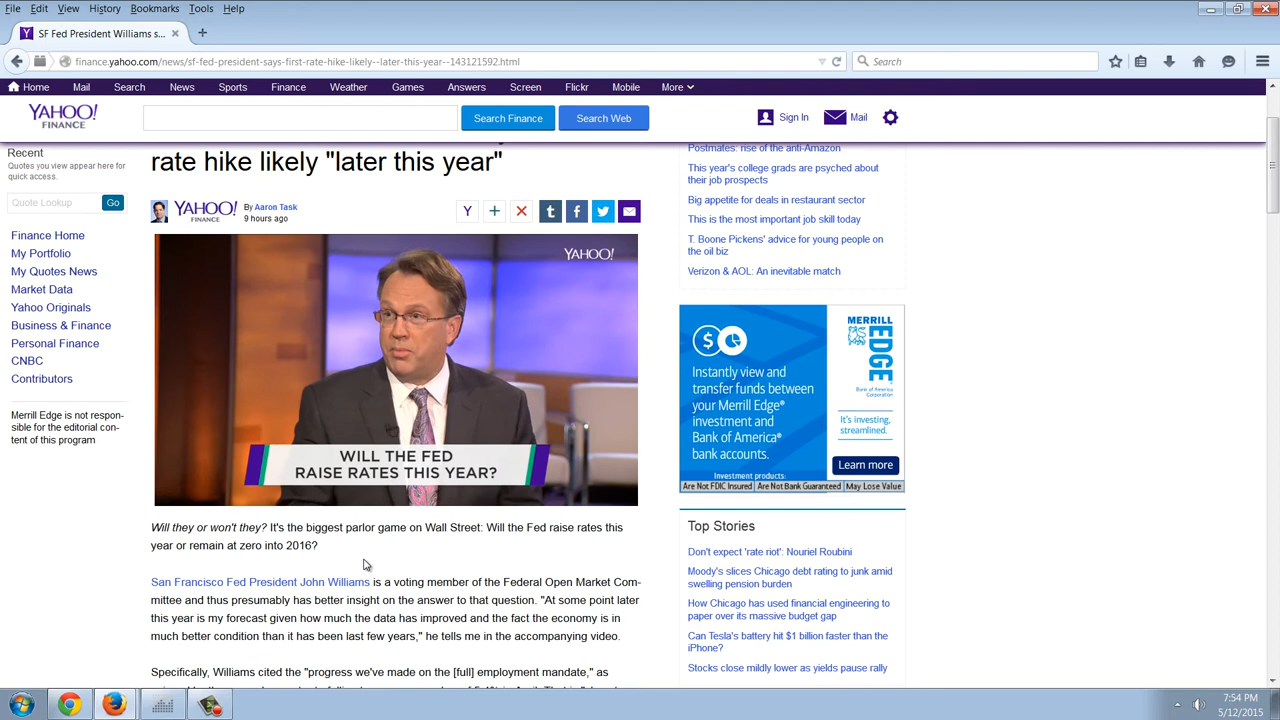 File Edit View History Bookmarks Tools Help
SF Fed President Williams s...
finance.yahoo.com/news/sf-fed-president-says-first-rate-hike-likely--later-this-year--143121592.html
Search
Home Mail Search News Sports Finance Weather Games Answers Screen Flickr Mobile More
YAHOO!
FINANCE
Search Finance
Search Web
Sign In
Mail
Recent
Quotes you view appear here for
quick access.
Quote Lookup
Go
Finance Home
My Portfolio
My Quotes News
Market Data
Yahoo Originals
Business & Finance
Personal Finance
CNBC
Contributors
Merrill Edge is not respon-
sible for the editorial con-
tent of this program
rate hike likely "later this year"
YAHOO!
FINANCE
By Aaron Task
9 hours ago
YAHOO!
WILL THE FED
RAISE RATES THIS YEAR?
Will they or won't they? It's the biggest parlor game on Wall Street: Will the Fed raise rates this
year or remain at zero into 2016?
San Francisco Fed President John Williams is a voting member of the Federal Open Market Com-
mittee and thus presumably has better insight on the answer to that question. "At some point later
this year is my forecast given how much the data has improved and the fact the economy is in
much better condition than it has been last few years," he tells me in the accompanying video.
Specifically, Williams cited the "progress we've made on the [full] employment mandate," as
Postmates: rise of the anti-Amazon
This year's college grads are psyched about
their job prospects
Big appetite for deals in restaurant sector
This is the most important job skill today
T. Boone Pickens' advice for young people on
the oil biz
Verizon & AOL: An inevitable match
Instantly view and
transfer funds between
your Merrill Edge®
investment and
Bank of America®
bank accounts.
Investment products:
Are Not FDIC Insured Are Not Bank Guaranteed May Lose Value
MERRILL
EDGE®
Bank of America
Corporation
It's investing,
streamlined.
Learn more
Top Stories
Don't expect 'rate riot': Nouriel Roubini
Moody's slices Chicago debt rating to junk amid
swelling pension burden
How Chicago has used financial engineering to
paper over its massive budget gap
Can Tesla's battery hit $1 billion faster than the
iPhone?
Stocks close mildly lower as yields pause rally
7:54 PM
5/12/2015